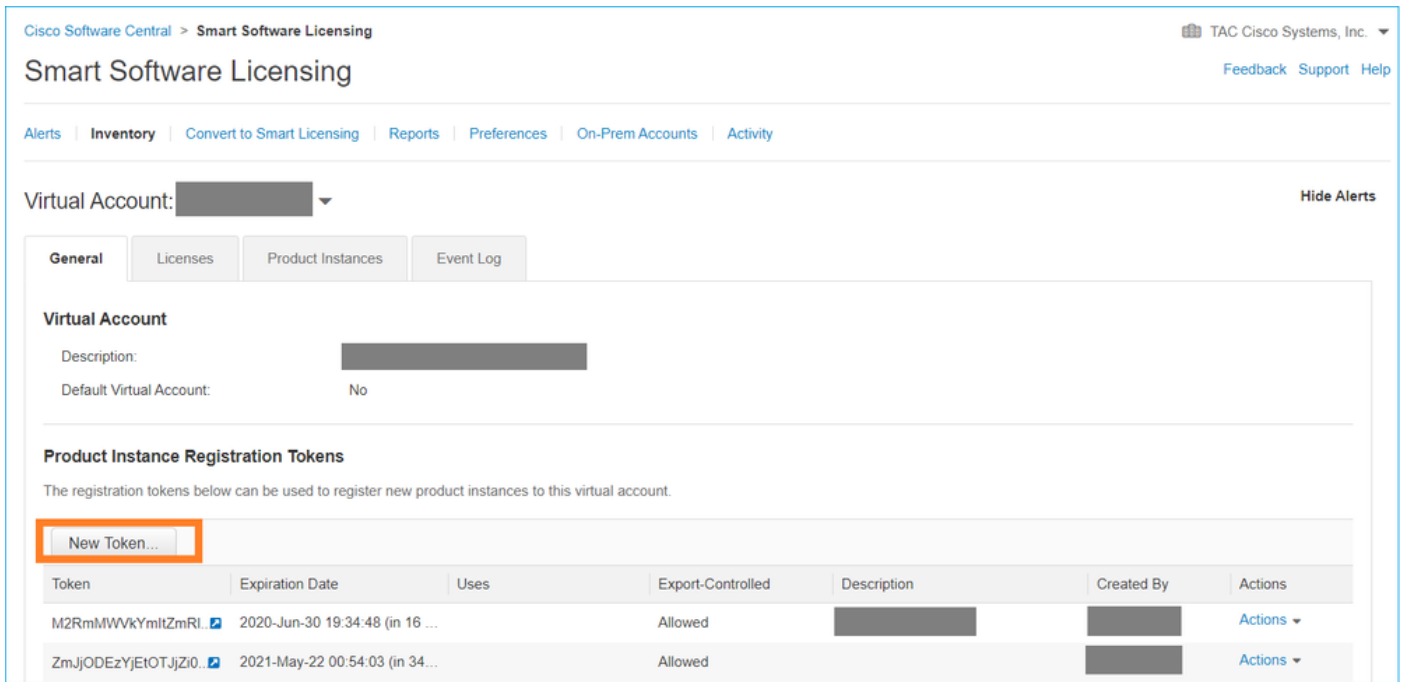 Cisco Software Central > Smart Software Licensing
TAC Cisco Systems, Inc.
Smart Software Licensing
Feedback Support Help
Alerts Inventory Convert to Smart Licensing Reports Preferences On-Prem Accounts Activity
Virtual Account:
Hide Alerts
General Licenses Product Instances Event Log
Virtual Account
Description:
Default Virtual Account: No
Product Instance Registration Tokens
The registration tokens below can be used to register new product instances to this virtual account.
New Token...
Token Expiration Date Uses Export-Controlled Description Created By Actions
2020-Jun-30 19:34:48 (in 16 ... Allowed Actions
2021-May-22 00:54:03 (in 34... Allowed Actions